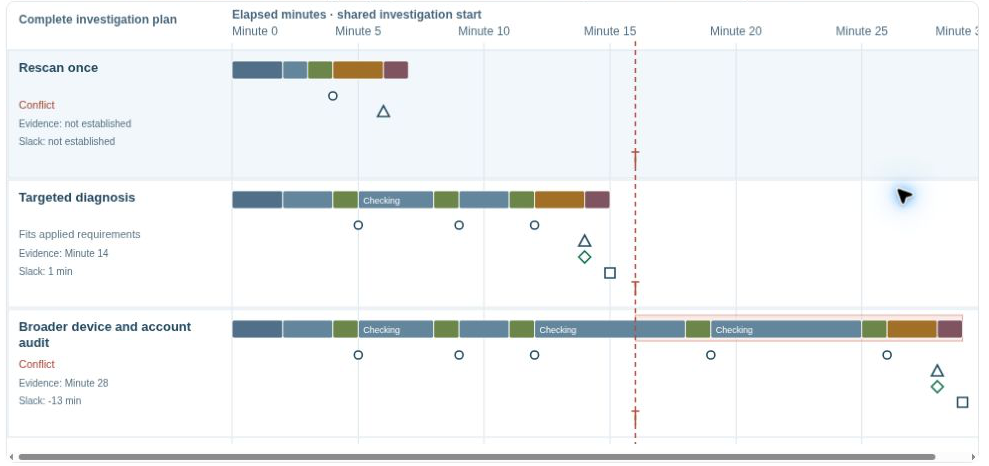 Complete investigation plan
Elapsed minutes · shared investigation start
Minute 0 Minute 5 Minute 10 Minute 15 Minute 20 Minute 25 Minute 3
Rescan once
Conflict
Evidence: not established
Slack: not established
Targeted diagnosis
Checking
Fits applied requirements
Evidence: Minute 14
Slack: 1 min
Broader device and account
audit
Checking Checking Checking
Conflict
Evidence: Minute 28
Slack: -13 min